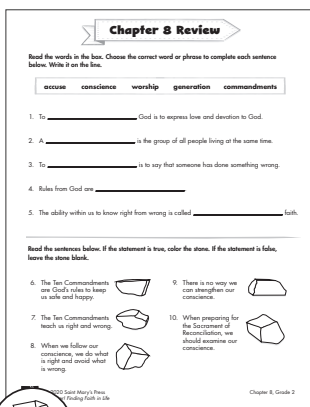 Chapter 8 Review
Read the words in the box. Choose the correct word or phrase to complete each sentence
below. Write it on the line.
accuse conscience worship generation commandments
1. To ____________ God is to express love and devotion to God.
2. A ____________ is the group of all people living at the same time.
3. To ____________ is to say that someone has done something wrong.
4. Rules from God are ____________.
5. The ability within us to know right from wrong is called ____________ faith.
Read the sentences below. If the statement is true, color the stone. If the statement is false,
leave the stone blank.
6. The Ten Commandments
are God's rules to keep
us safe and happy.
7. The Ten Commandments
teach us right and wrong.
8. When we follow our
conscience, we do what
is right and avoid what
is wrong.
9. There is no way we
can strengthen our
conscience.
10. When preparing for
the Sacrament of
Reconciliation, we
should examine our
conscience.
2020 Saint Mary's Press
Finding Faith in Life
Chapter 8, Grade 2